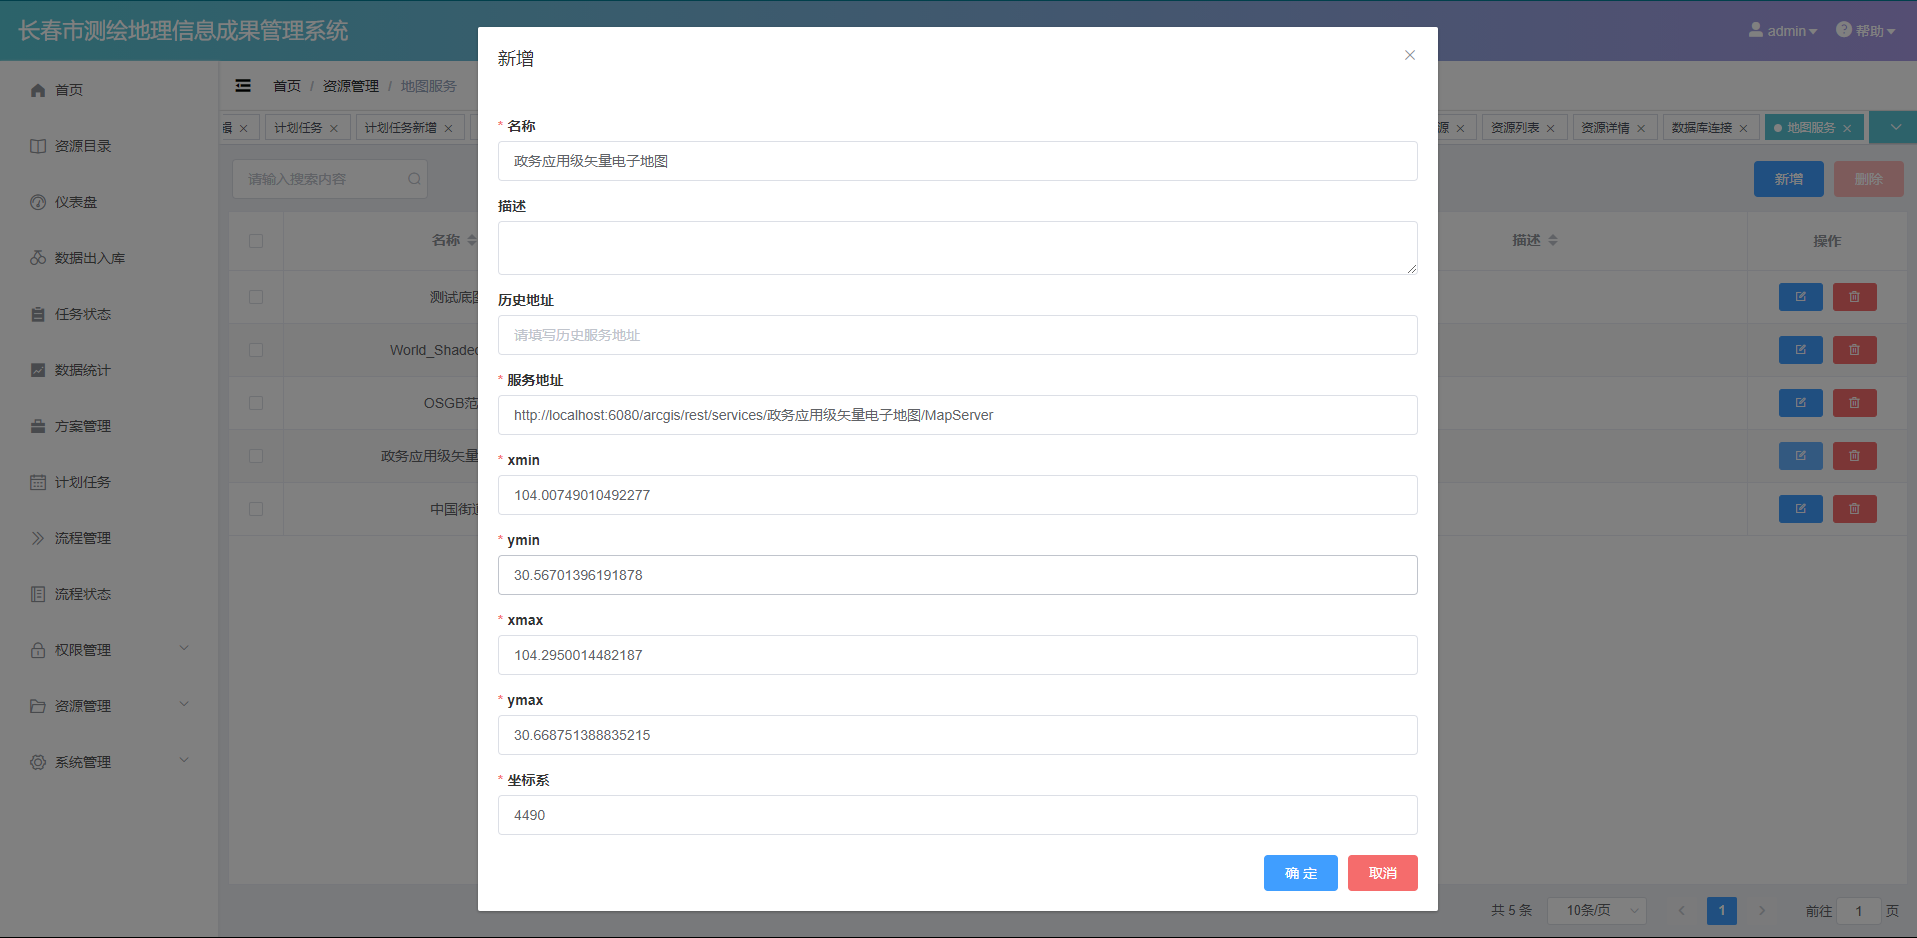 长春市测绘地理信息成果管理系统
admin
帮助
首页
资源目录
仪表盘
数据出入库
任务状态
数据统计
方案管理
计划任务
流程管理
流程状态
权限管理
资源管理
系统管理
首页 / 资源管理 / 地图服务
计划任务
计划任务新增
源
资源列表
资源详情
数据库连接
地图服务
请输入搜索内容
新增
删除
名称
描述
操作
测试底图
World_Shaded
OSGB范
政务应用级矢量
中国街道
新增
* 名称
政务应用级矢量电子地图
描述
历史地址
请填写历史服务地址
* 服务地址
http://localhost:6080/arcgis/rest/services/政务应用级矢量电子地图/MapServer
* xmin
104.00749010492277
* ymin
30.56701396191878
* xmax
104.2950014482187
* ymax
30.668751388835215
* 坐标系
4490
确 定
取消
共 5 条
10条/页
1
前往 1 页